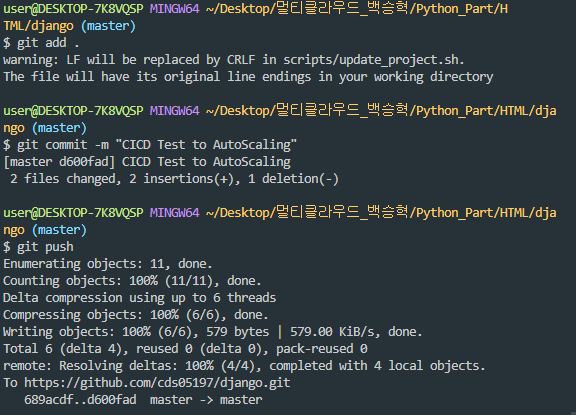 user@DESKTOP-7K8VQSP MINGW64 ~/Desktop/멀티클라우드_백승혁/Python_Part/H
TML/django (master)
$ git add .
warning: LF will be replaced by CRLF in scripts/update_project.sh.
The file will have its original line endings in your working directory

user@DESKTOP-7K8VQSP MINGW64 ~/Desktop/멀티클라우드_백승혁/Python_Part/HTML/dja
ngo (master)
$ git commit -m "CICD Test to AutoScaling"
[master d600fad] CICD Test to AutoScaling
 2 files changed, 2 insertions(+), 1 deletion(-)

user@DESKTOP-7K8VQSP MINGW64 ~/Desktop/멀티클라우드_백승혁/Python_Part/HTML/dja
ngo (master)
$ git push
Enumerating objects: 11, done.
Counting objects: 100% (11/11), done.
Delta compression using up to 6 threads
Compressing objects: 100% (6/6), done.
Writing objects: 100% (6/6), 579 bytes | 579.00 KiB/s, done.
Total 6 (delta 4), reused 0 (delta 0), pack-reused 0
remote: Resolving deltas: 100% (4/4), completed with 4 local objects.
To https://github.com/cds05197/django.git
   689acdf..d600fad  master -> master